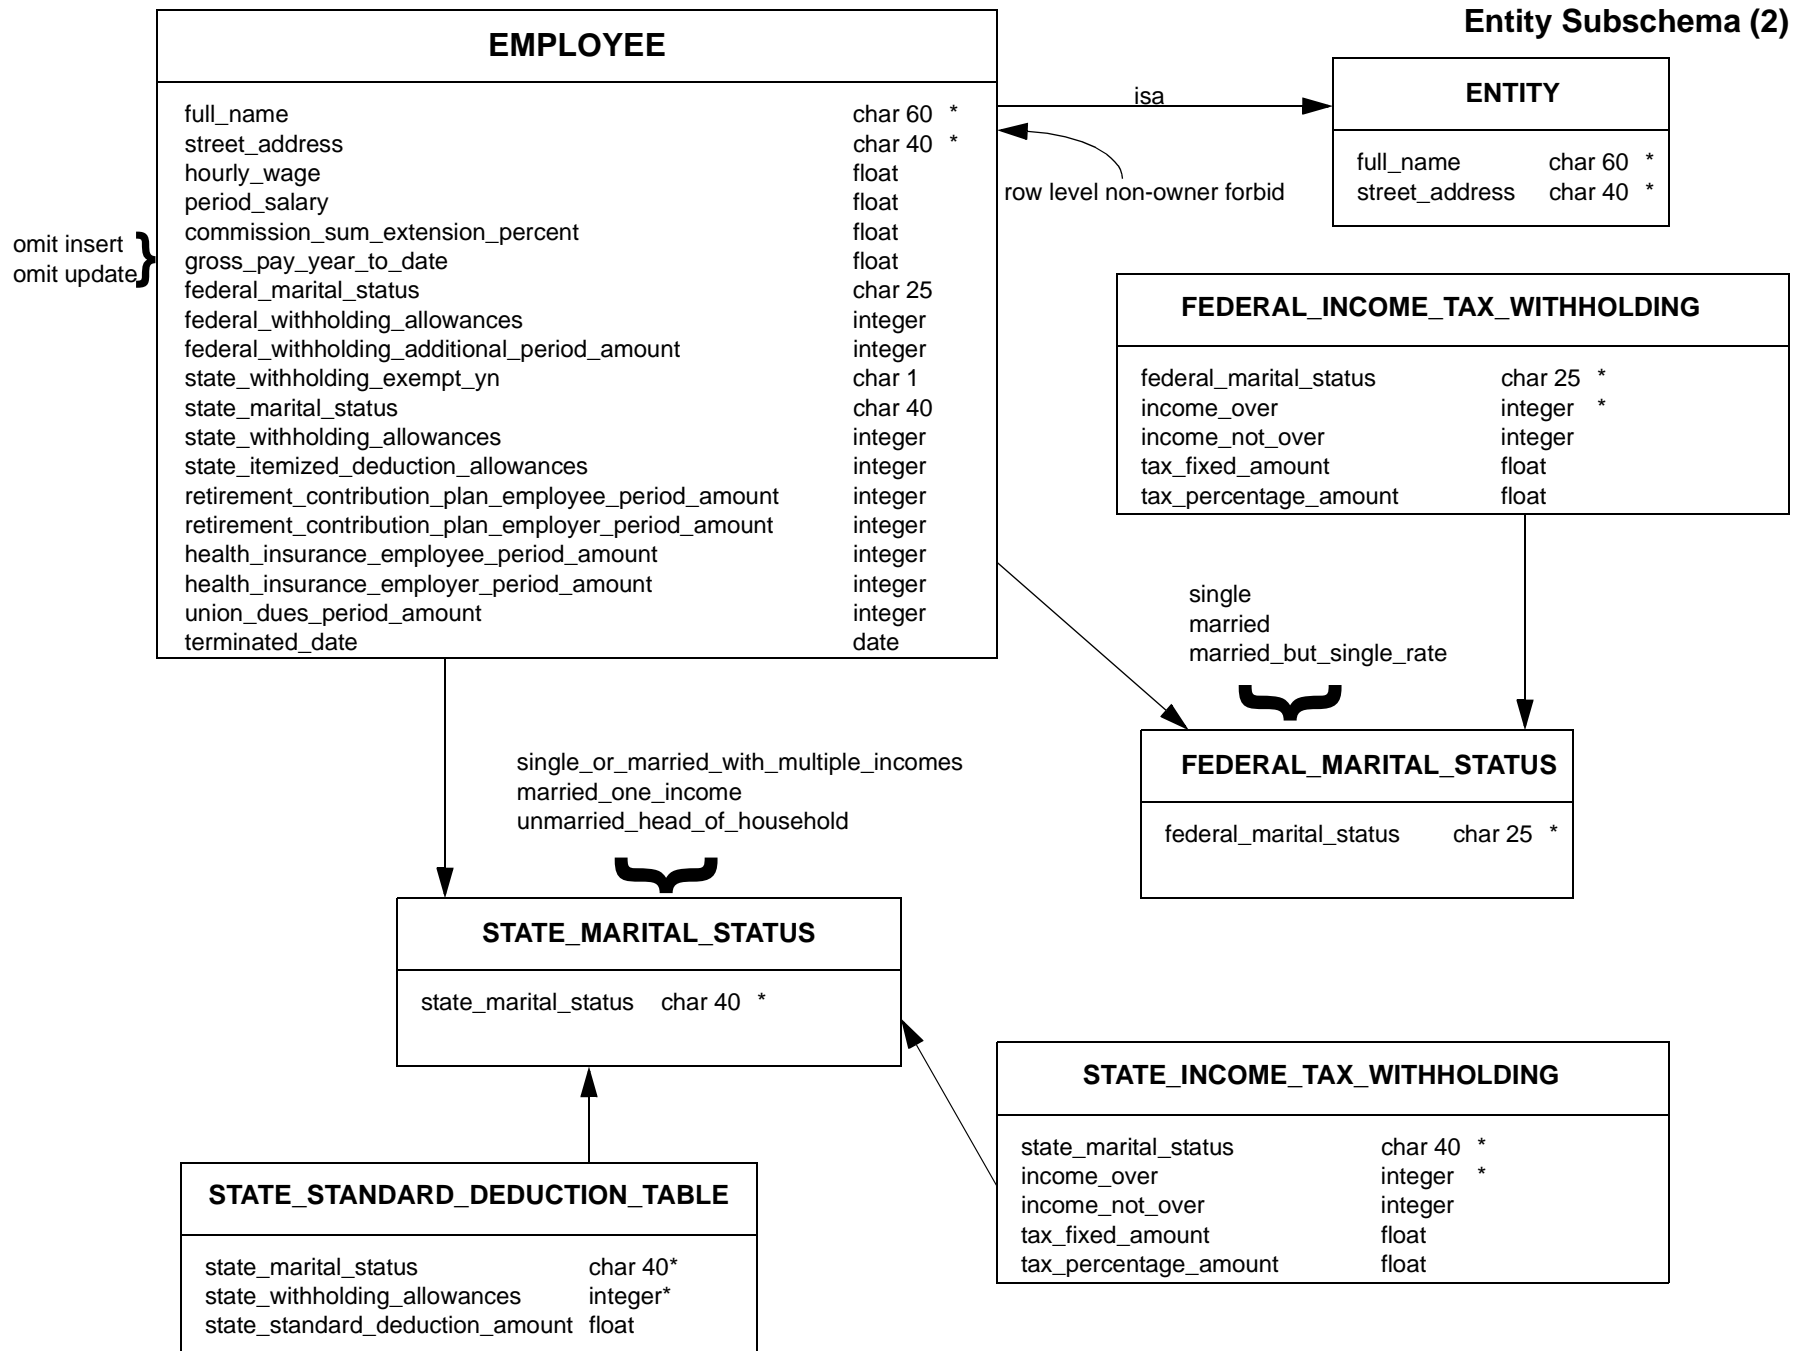 Entity Subschema (2)
EMPLOYEE
full_name char 60 *
street_address char 40 *
hourly_wage float
period_salary float
commission_sum_extension_percent float
gross_pay_year_to_date float
federal_marital_status char 25
federal_withholding_allowances integer
federal_withholding_additional_period_amount integer
state_withholding_exempt_yn char 1
state_marital_status char 40
state_withholding_allowances integer
state_itemized_deduction_allowances integer
retirement_contribution_plan_employee_period_amount integer
retirement_contribution_plan_employer_period_amount integer
health_insurance_employee_period_amount integer
health_insurance_employer_period_amount integer
union_dues_period_amount integer
terminated_date date
omit insert
omit update
isa
row level non-owner forbid
ENTITY
full_name char 60 *
street_address char 40 *
FEDERAL_INCOME_TAX_WITHHOLDING
federal_marital_status char 25 *
income_over integer *
income_not_over integer
tax_fixed_amount float
tax_percentage_amount float
single
married
married_but_single_rate
FEDERAL_MARITAL_STATUS
federal_marital_status char 25 *
single_or_married_with_multiple_incomes
married_one_income
unmarried_head_of_household
STATE_MARITAL_STATUS
state_marital_status char 40 *
STATE_INCOME_TAX_WITHHOLDING
state_marital_status char 40 *
income_over integer *
income_not_over integer
tax_fixed_amount float
tax_percentage_amount float
STATE_STANDARD_DEDUCTION_TABLE
state_marital_status char 40*
state_withholding_allowances integer*
state_standard_deduction_amount float